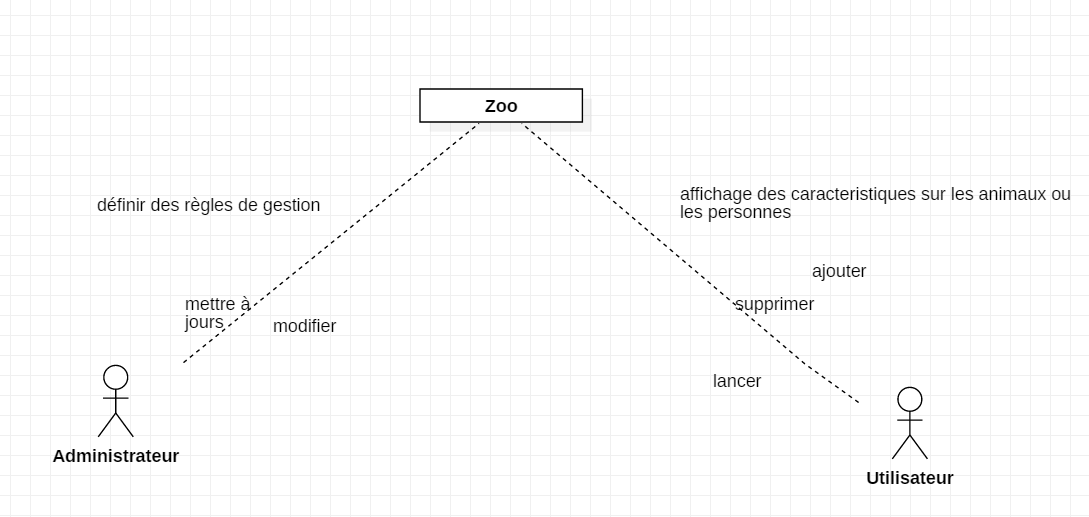 Zoo
définir des règles de gestion
affichage des caracteristiques sur les animaux ou
les personnes
ajouter
mettre à
jours
modifier
supprimer
lancer
Administrateur
Utilisateur